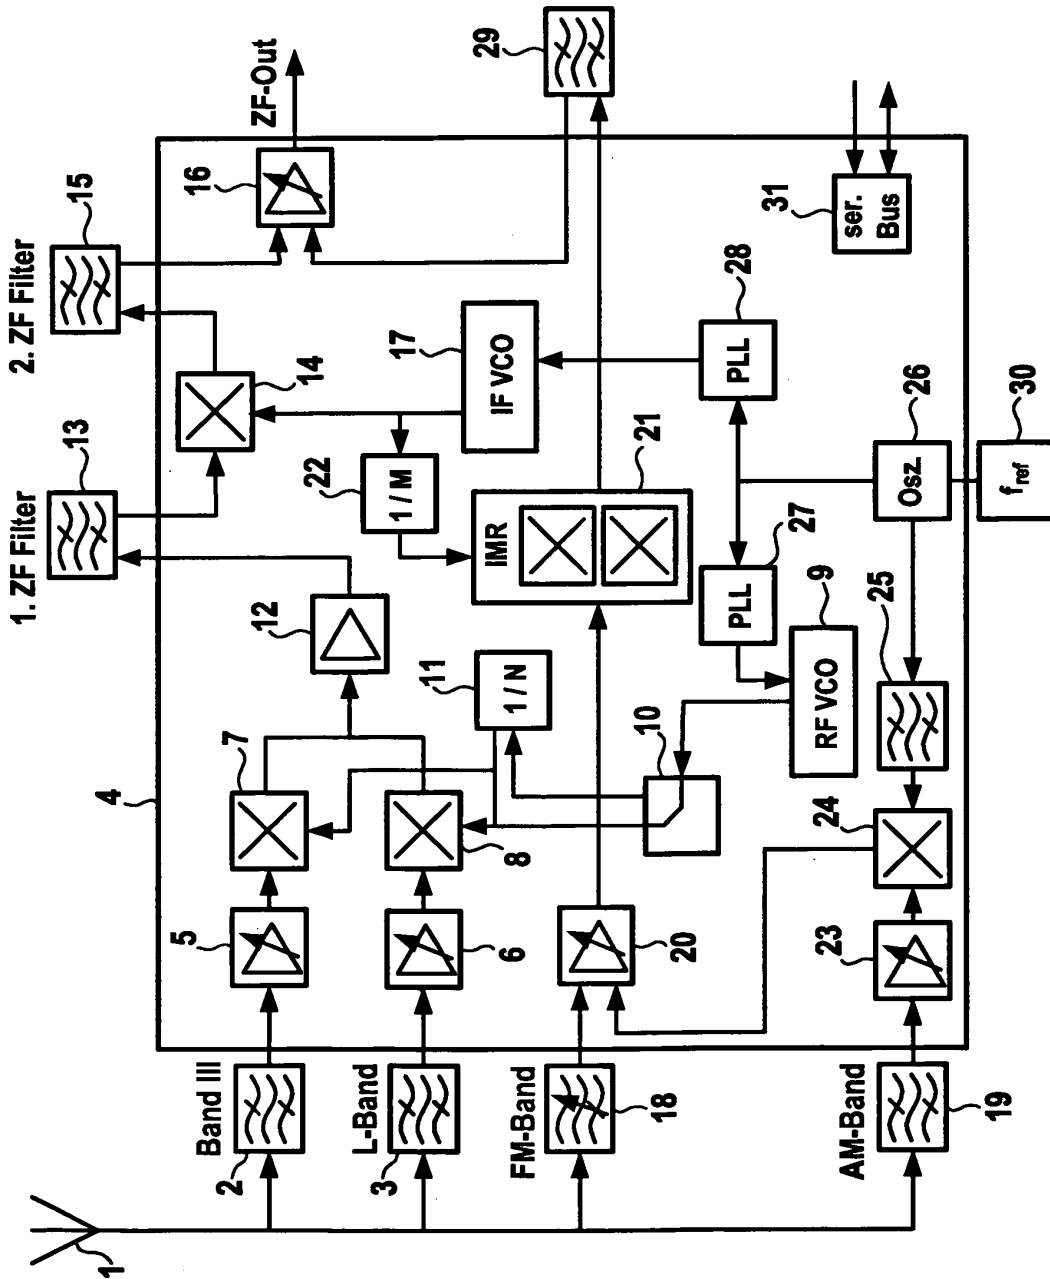 1
Band III
2
L-Band
3
FM-Band
18
AM-Band
19
4
5
6
7
8
20
23
24
25
10
11
1 / N
12
1. ZF Filter
13
2. ZF Filter
15
14
16
ZF-Out
29
22
1 / M
17
IF VCO
IMR
21
PLL
27
PLL
28
9
RF VCO
Osz.
26
fref
30
31
ser.
Bus